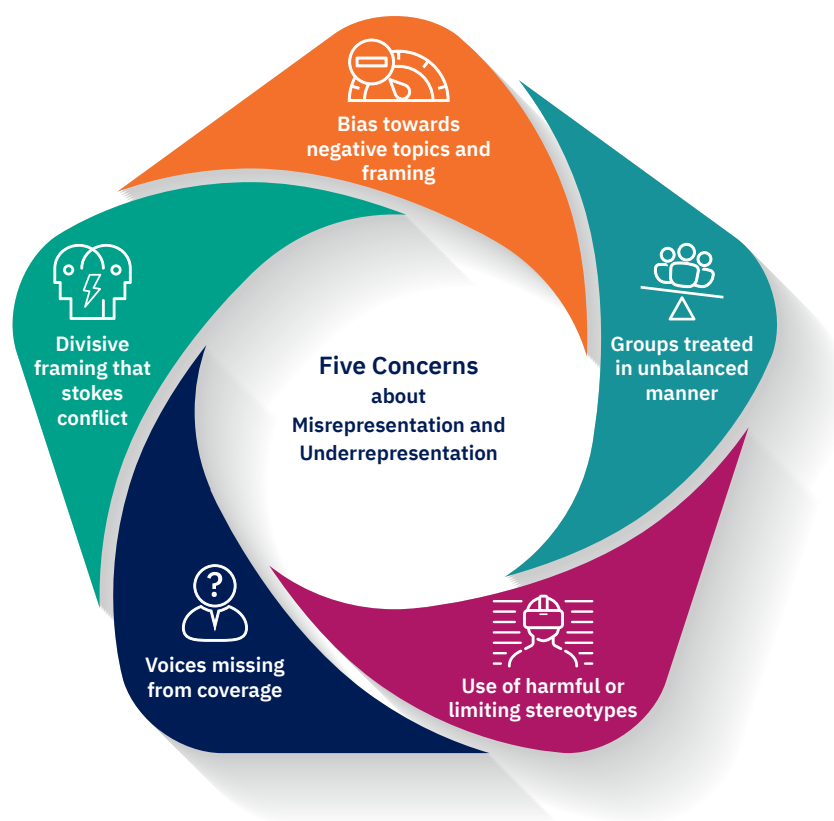 Bias towards
negative topics and
framing
Groups treated
in unbalanced
manner
Use of harmful or
limiting stereotypes
Voices missing
from coverage
Divisive
framing that
stokes
conflict
Five Concerns
about
Misrepresentation and
Underrepresentation
?